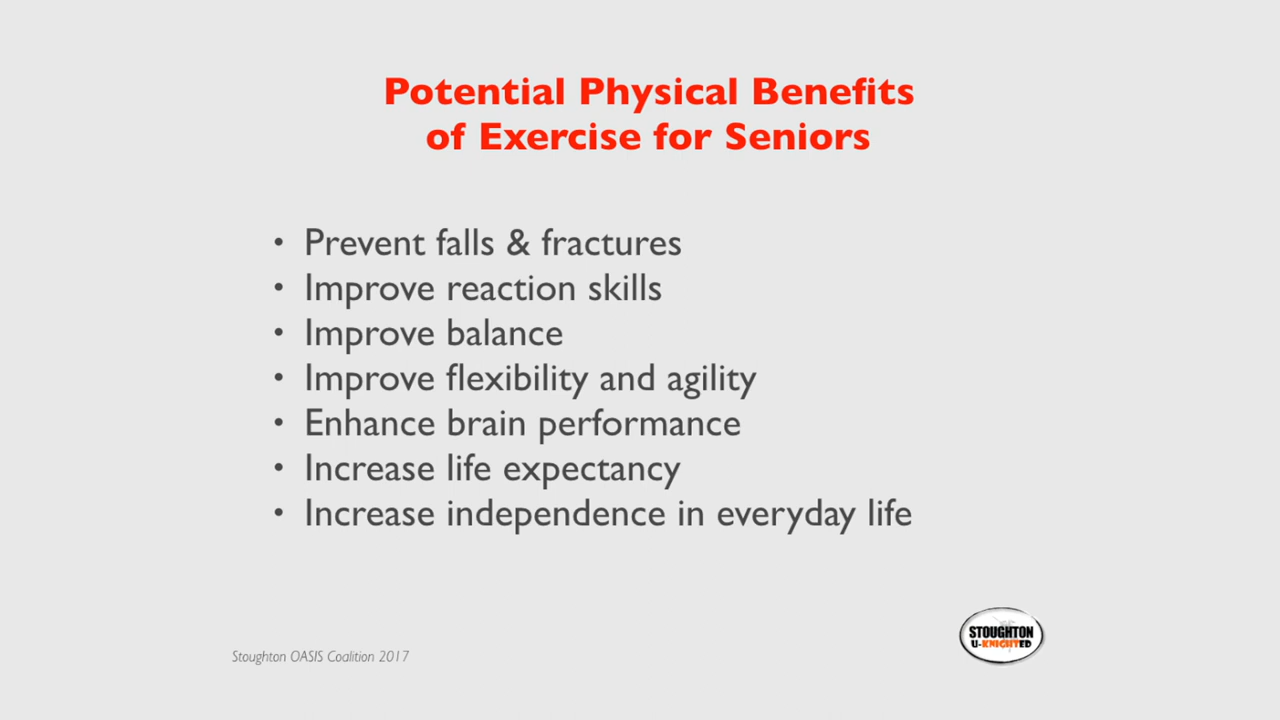 Potential Physical Benefits
of Exercise for Seniors
• Prevent falls & fractures
• Improve reaction skills
• Improve balance
• Improve flexibility and agility
• Enhance brain performance
• Increase life expectancy
• Increase independence in everyday life
STOUGHTON
U-KNIGHTED
Stoughton OASIS Coalition 2017